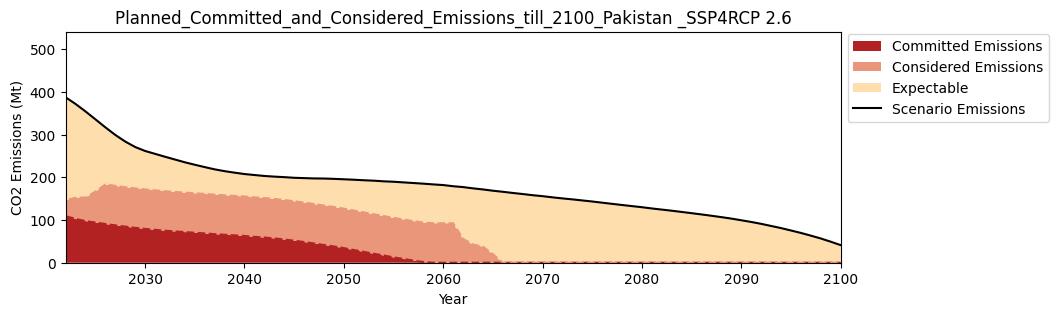 Planned_Committed_and_Considered_Emissions_till_2100_Pakistan _SSP4RCP 2.6
CO2 Emissions (Mt)
500
400
300
200
100
0
2030 2040 2050 2060 2070 2080 2090 2100
Year
Committed Emissions
Considered Emissions
Expectable
Scenario Emissions